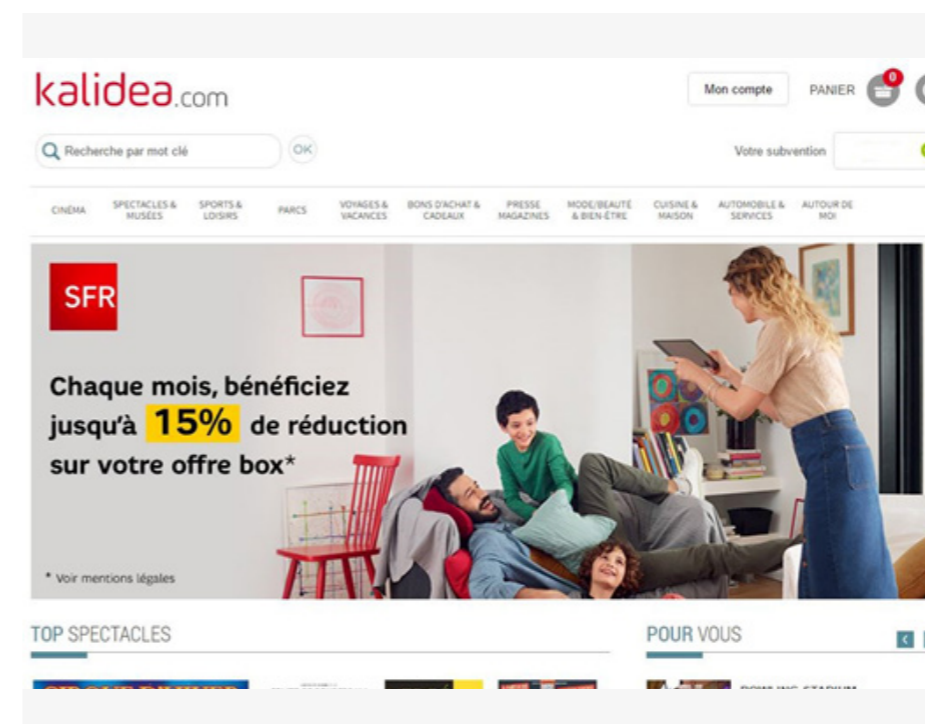 kalidea.com
Mon compte
PANIER
0
Recherche par mot clé
OK
Votre subvention
CINÉMA
SPECTACLES &
MUSÉES
SPORTS &
LOISIRS
PARCS
VOYAGES &
VACANCES
BONS D'ACHAT &
CADEAUX
PRESSE
MAGAZINES
MODE/BEAUTÉ
& BIEN-ÊTRE
CUISINE &
MAISON
AUTOMOBILE &
SERVICES
AUTOUR DE
MOI
SFR
Chaque mois, bénéficiez
jusqu'à 15% de réduction
sur votre offre box*
* Voir mentions légales
TOP SPECTACLES
POUR VOUS